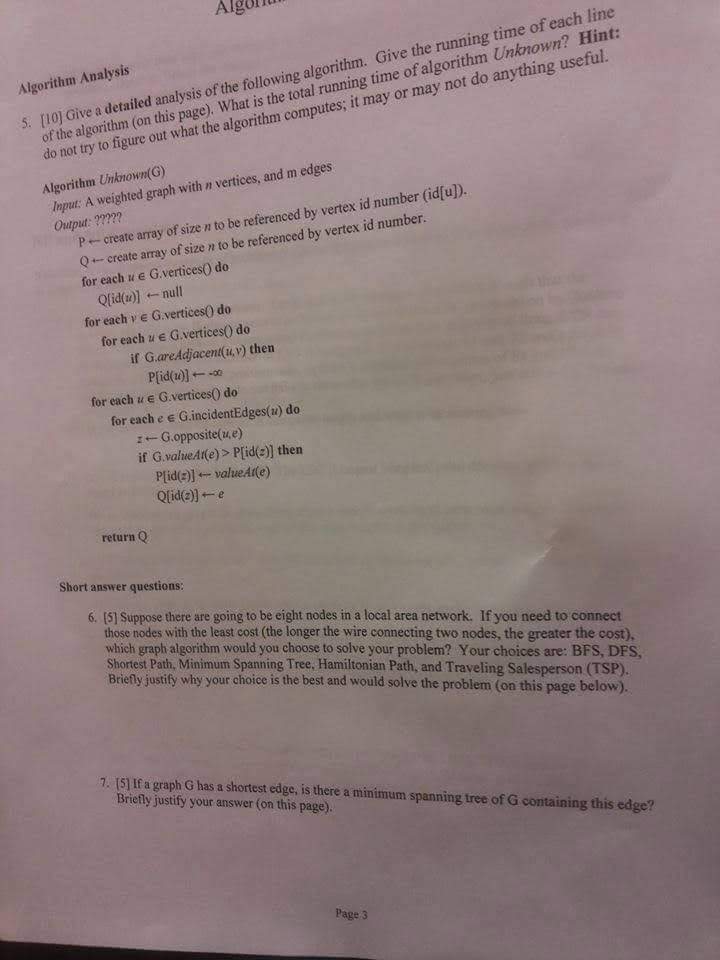 Algorithm Analysis
5. [10] Give a detailed analysis of the following algorithm. Give the running time of each line
of the algorithm (on this page). What is the total running time of algorithm Unknown? Hint:
do not try to figure out what the algorithm computes; it may or may not do anything useful.
Algorithm Unknown(G)
Input: A weighted graph with n vertices, and m edges
Output: ?????
P ← create array of size n to be referenced by vertex id number (id[u]).
Q ← create array of size n to be referenced by vertex id number.
for each u ∈ G.vertices() do
Q[id(u)] ← null
for each v ∈ G.vertices() do
for each u ∈ G.vertices() do
if G.areAdjacent(u,v) then
P[id(u)] ← -∞
for each u ∈ G.vertices() do
for each e ∈ G.incidentEdges(u) do
z ← G.opposite(u,e)
if G.valueAt(e) > P[id(z)] then
P[id(z)] ← valueAt(e)
Q[id(z)] ← e
return Q
Short answer questions:
6. [5] Suppose there are going to be eight nodes in a local area network. If you need to connect
those nodes with the least cost (the longer the wire connecting two nodes, the greater the cost),
which graph algorithm would you choose to solve your problem? Your choices are: BFS, DFS,
Shortest Path, Minimum Spanning Tree, Hamiltonian Path, and Traveling Salesperson (TSP).
Briefly justify why your choice is the best and would solve the problem (on this page below).
7. [5] If a graph G has a shortest edge, is there a minimum spanning tree of G containing this edge?
Briefly justify your answer (on this page).
Page 3